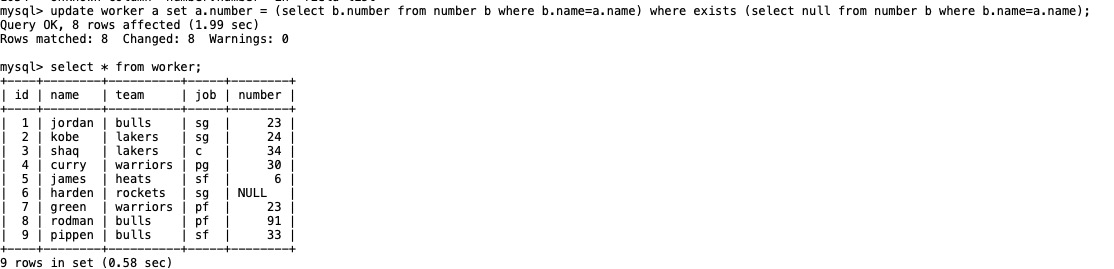 mysql> update worker a set a.number = (select b.number from number b where b.name=a.name) where exists (select null from number b where b.name=a.name);
Query OK, 8 rows affected (1.99 sec)
Rows matched: 8  Changed: 8  Warnings: 0
mysql> select * from worker;
+----+--------+----------+-----+--------+
| id | name   | team     | job | number |
+----+--------+----------+-----+--------+
|  1 | jordan | bulls    | sg  |     23 |
|  2 | kobe   | lakers   | sg  |     24 |
|  3 | shaq   | lakers   | c   |     34 |
|  4 | curry  | warriors | pg  |     30 |
|  5 | james  | heats    | sf  |      6 |
|  6 | harden | rockets  | sg  | NULL   |
|  7 | green  | warriors | pf  |     23 |
|  8 | rodman | bulls    | pf  |     91 |
|  9 | pippen | bulls    | sf  |     33 |
+----+--------+----------+-----+--------+
9 rows in set (0.58 sec)